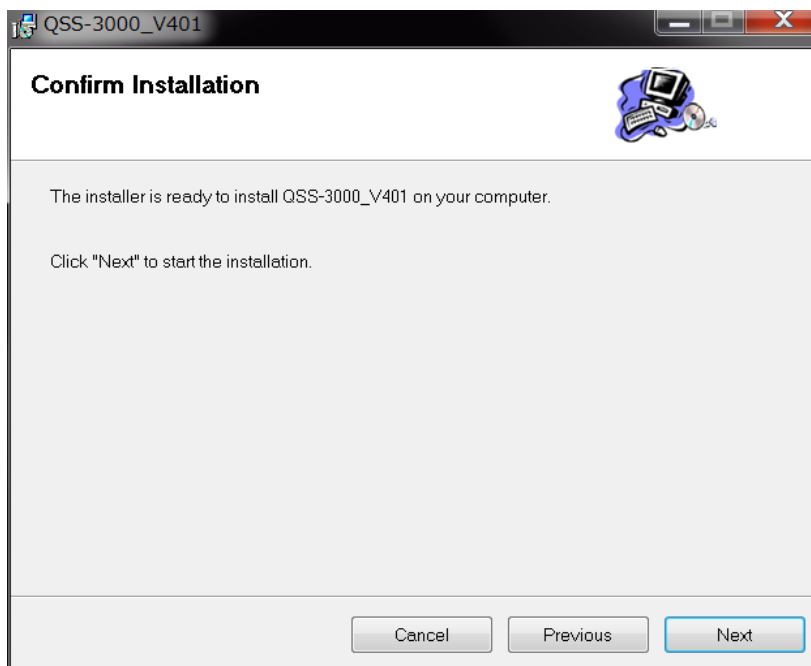 QSS-3000_V401
Confirm Installation
The installer is ready to install QSS-3000_V401 on your computer.
Click "Next" to start the installation.
Cancel
Previous
Next